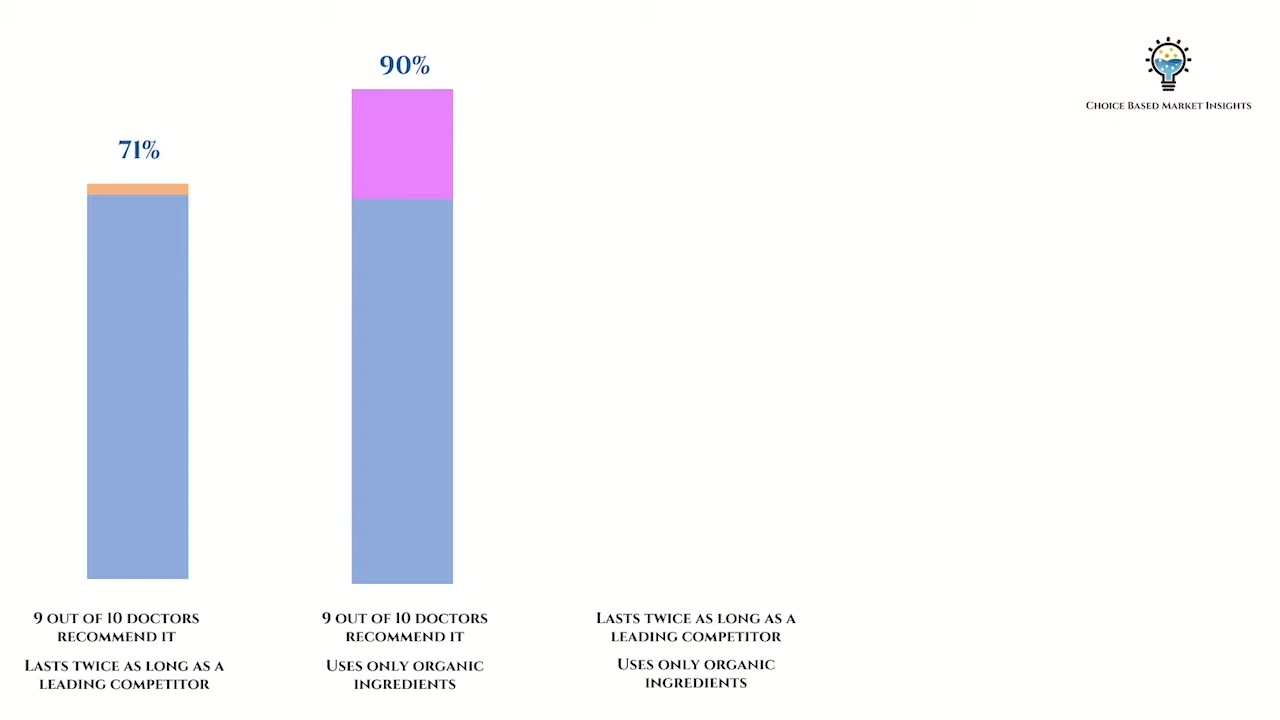 90%
71%
CHOICE BASED MARKET INSIGHTS
9 OUT OF 10 DOCTORS
RECOMMEND IT
LASTS TWICE AS LONG AS A
LEADING COMPETITOR
9 OUT OF 10 DOCTORS
RECOMMEND IT
USES ONLY ORGANIC
INGREDIENTS
LASTS TWICE AS LONG AS A
LEADING COMPETITOR
USES ONLY ORGANIC
INGREDIENTS